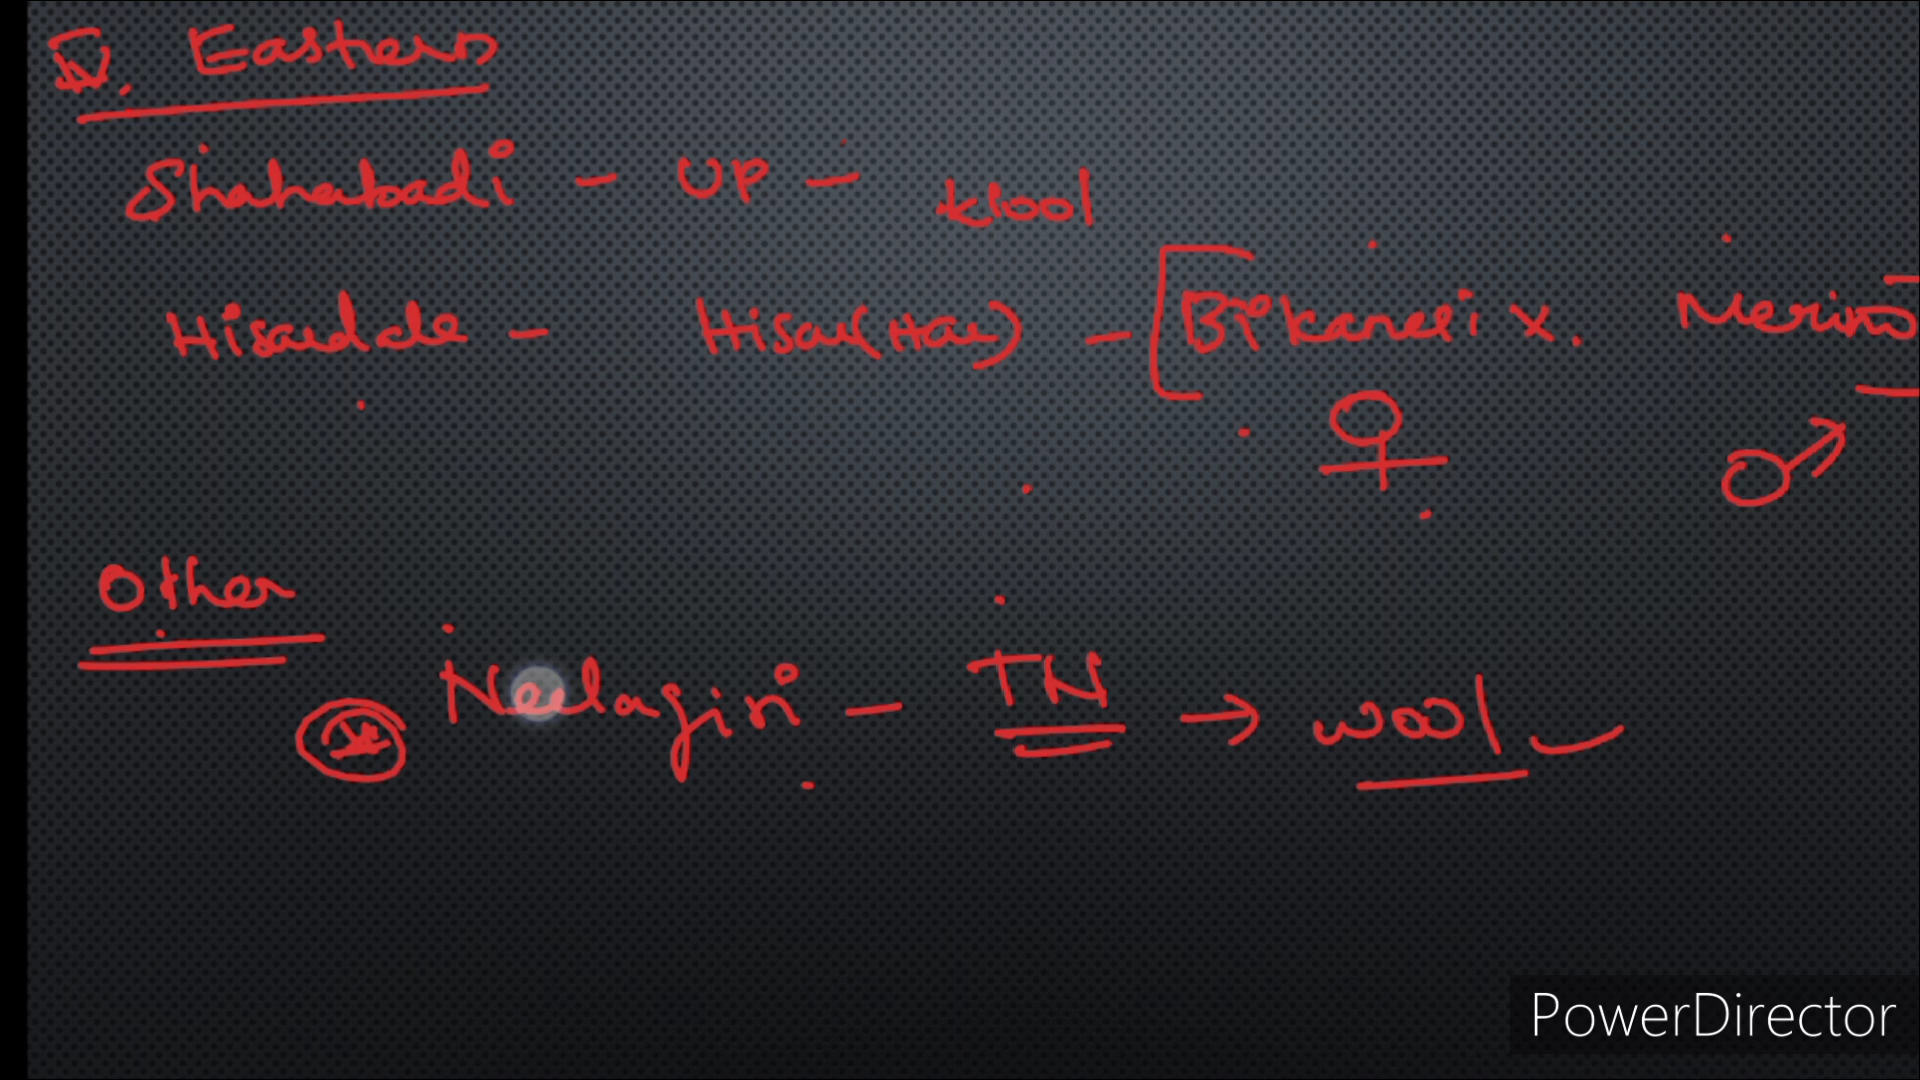 IV. Eastern
Shahabadi - UP - wool
Hisardale - Hisar(Har) - [Bikaneri x. Merino
♀ ♂
Other
Neelagiri - TN → wool ✓
PowerDirector